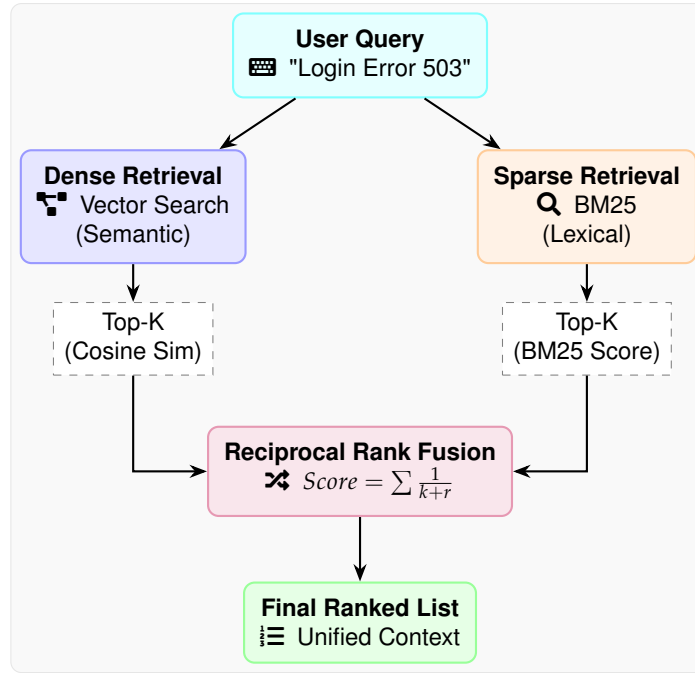 User Query
"Login Error 503"
Dense Retrieval
Vector Search
(Semantic)
Sparse Retrieval
BM25
(Lexical)
Top-K
(Cosine Sim)
Top-K
(BM25 Score)
Reciprocal Rank Fusion
Score = ∑ 1/(k+r)
Final Ranked List
Unified Context